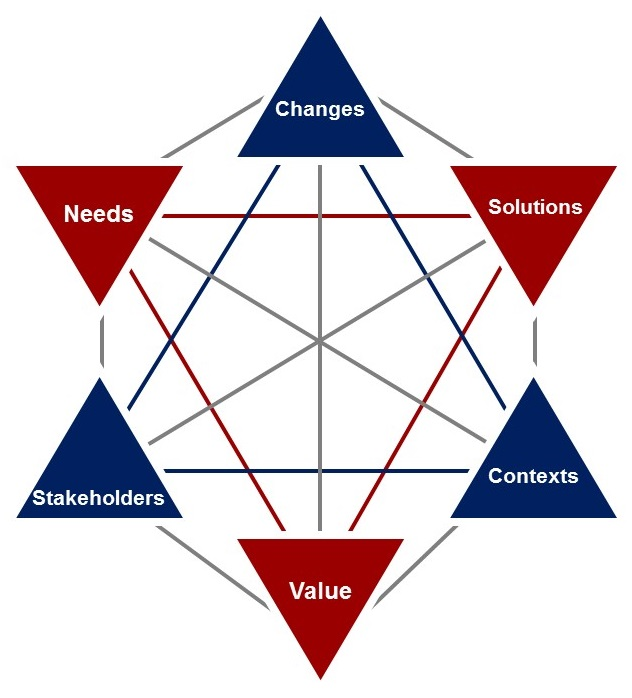 Changes
Needs
Solutions
Stakeholders
Contexts
Value